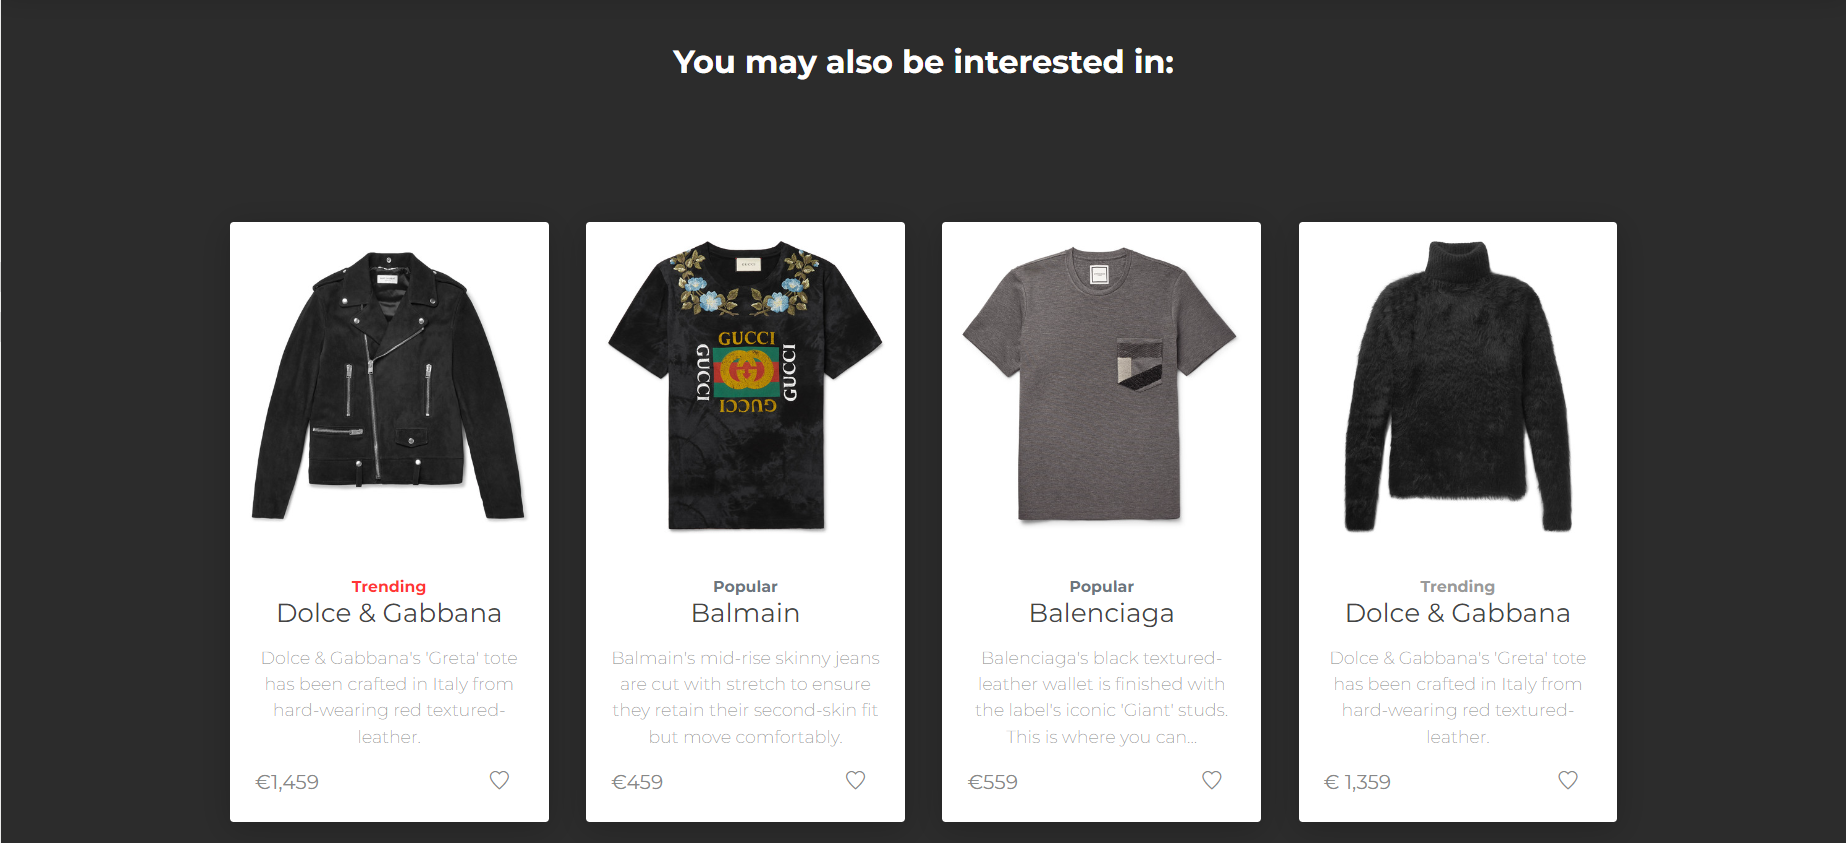 You may also be interested in:
GUCCI
GUCCI
GUCCI
GUCCI
GUCCI
Trending
Dolce & Gabbana
Dolce & Gabbana's 'Greta' tote
has been crafted in Italy from
hard-wearing red textured-
leather.
€1,459
Popular
Balmain
Balmain's mid-rise skinny jeans
are cut with stretch to ensure
they retain their second-skin fit
but move comfortably.
€459
Popular
Balenciaga
Balenciaga's black textured-
leather wallet is finished with
the label's iconic 'Giant' studs.
This is where you can...
€559
Trending
Dolce & Gabbana
Dolce & Gabbana's 'Greta' tote
has been crafted in Italy from
hard-wearing red textured-
leather.
€ 1,359